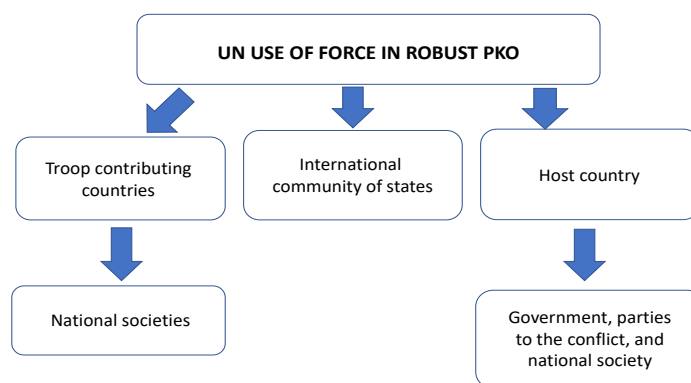 UN USE OF FORCE IN ROBUST PKO
Troop contributing
countries
International
community of states
Host country
National societies
Government, parties
to the conflict, and
national society